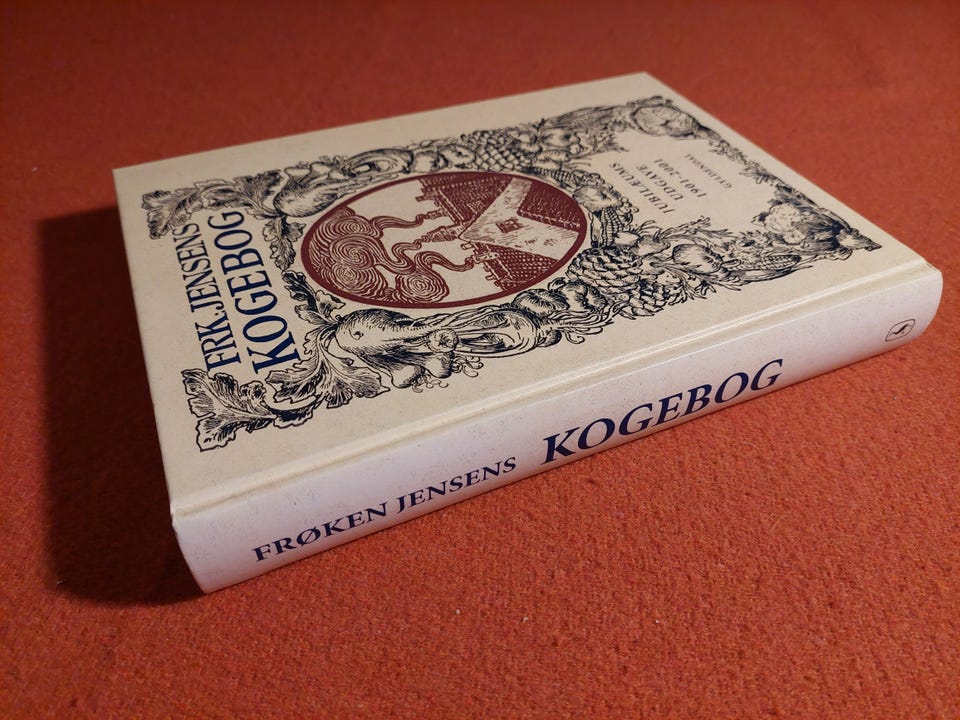 FRK. JENSENS
KOGEBOG
JUBILÆUMS
UDGAVE
1901-2001
GYLDENDAL
FRØKEN JENSENS KOGEBOG